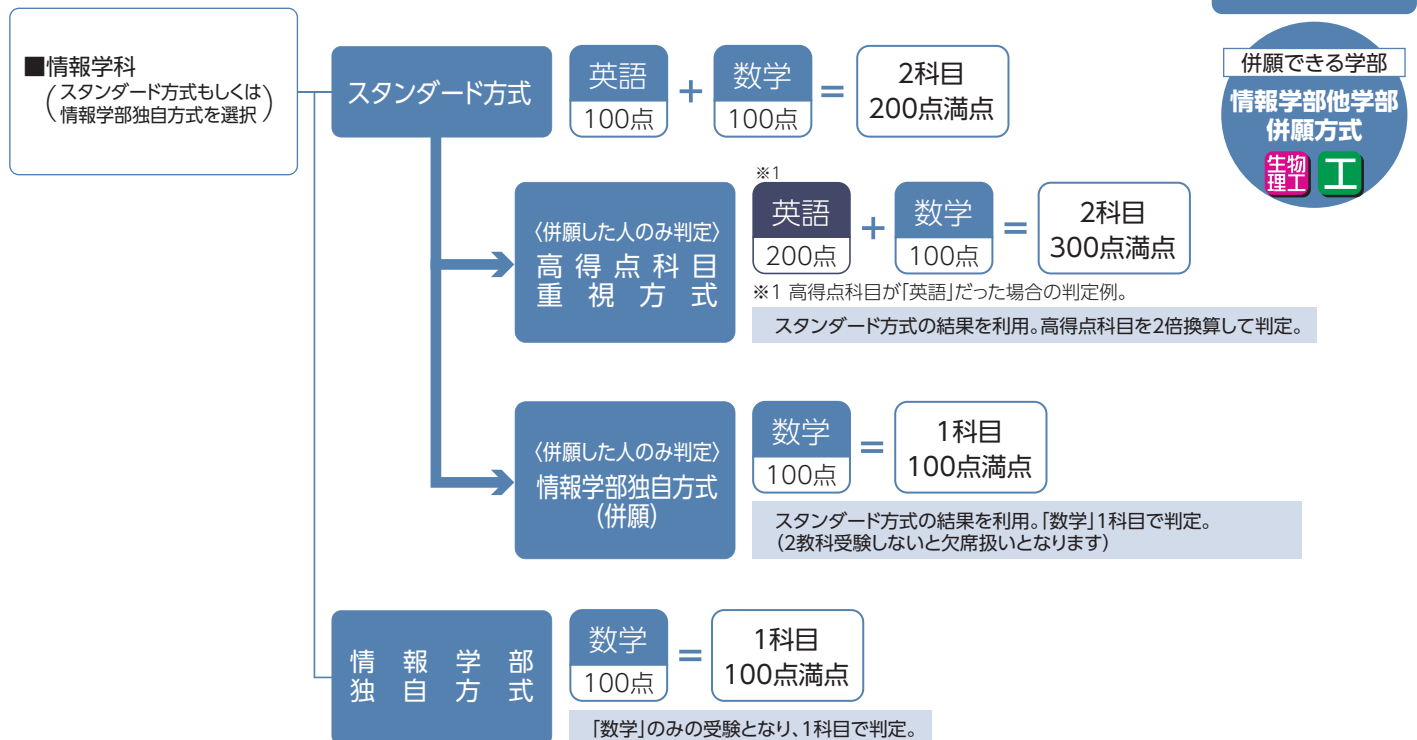 ■情報学科
(スタンダード方式もしくは
情報学部独自方式を選択)
スタンダード方式
英語
100点
+
数学
100点
=
2科目
200点満点
併願できる学部
情報学部他学部
併願方式
生物
理工
工
〈併願した人のみ判定〉
高得点科目
重視方式
※1
英語
200点
+
数学
100点
=
2科目
300点満点
※1 高得点科目が「英語」だった場合の判定例。
スタンダード方式の結果を利用。高得点科目を2倍換算して判定。
〈併願した人のみ判定〉
情報学部独自方式
(併願)
数学
100点
=
1科目
100点満点
スタンダード方式の結果を利用。「数学」1科目で判定。
(2教科受験しないと欠席扱いとなります)
情報学部
独自方式
数学
100点
=
1科目
100点満点
「数学」のみの受験となり、1科目で判定。